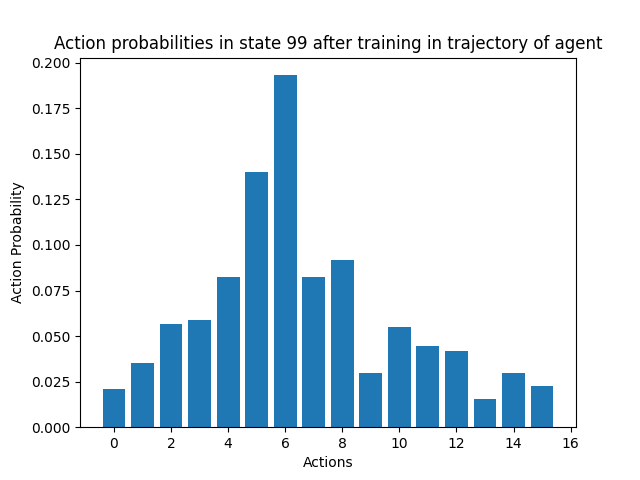 Action probabilities in state 99 after training in trajectory of agent
0.200
0.175
0.150
0.125
0.100
0.075
0.050
0.025
0.000
Action Probability
0 2 4 6 8 10 12 14 16
Actions